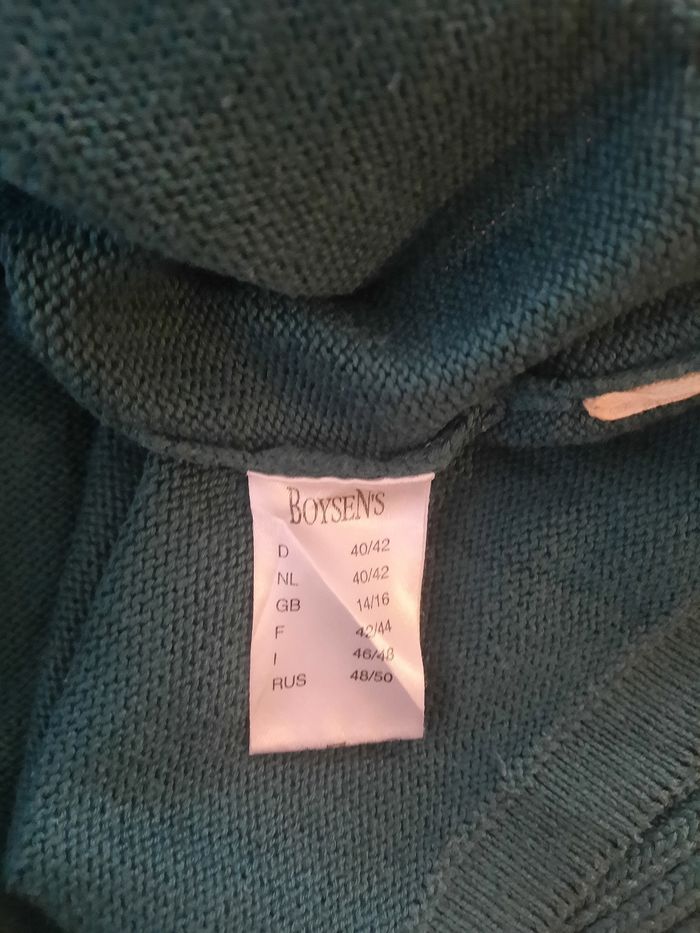 BOYSEN'S
D 40/42
NL 40/42
GB 14/16
F 42/44
I 46/48
RUS 48/50